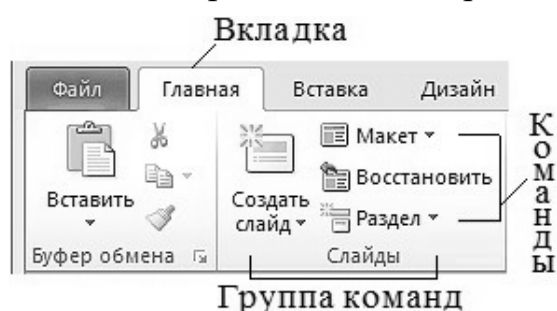 Вкладка
Файл Главная Вставка Дизайн
Макет
Восстановить
Раздел
Вставить
Создать
слайд
Буфер обмена
Слайды
Команды
Группа команд